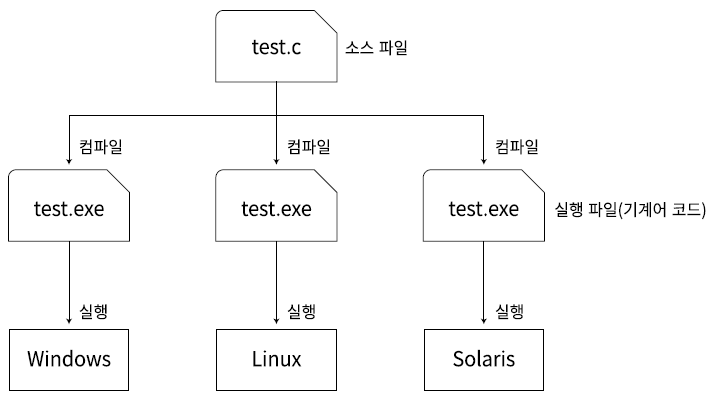 test.c
소스 파일
컴파일
컴파일
컴파일
test.exe
test.exe
test.exe
실행 파일(기계어 코드)
실행
실행
실행
Windows
Linux
Solaris